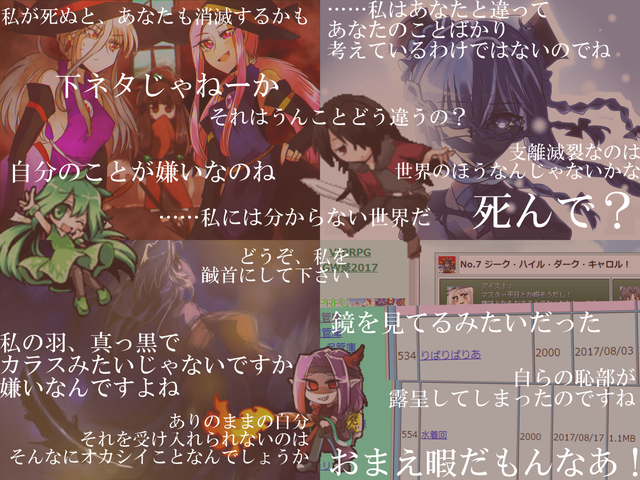 私が死ぬと、あなたも消滅するかも
……私はあなたと違って
あなたのことばかり
考えているわけではないのでね
下ネタじゃねーか
それはうんことどう違うの？
支離滅裂なのは
世界のほうなんじゃないかな
自分のことが嫌いなのね
……私には分からない世界だ
死んで？
どうぞ、私を
馘首にして下さい
No.7 ジーク・ハイル・ダーク・キャロル！
鏡を見てるみたいだった
534 りばりばりあ 2000 2017/08/03
私の羽、真っ黒で
カラスみたいじゃないですか
嫌いなんですよね
自らの恥部が
露呈してしまったのですね
ありのままの自分
それを受け入れられないのは
そんなにオカシイことなんでしょうか
554 水着回 2000 2017/08/17 1.1MB
おまえ暇だもんなあ！